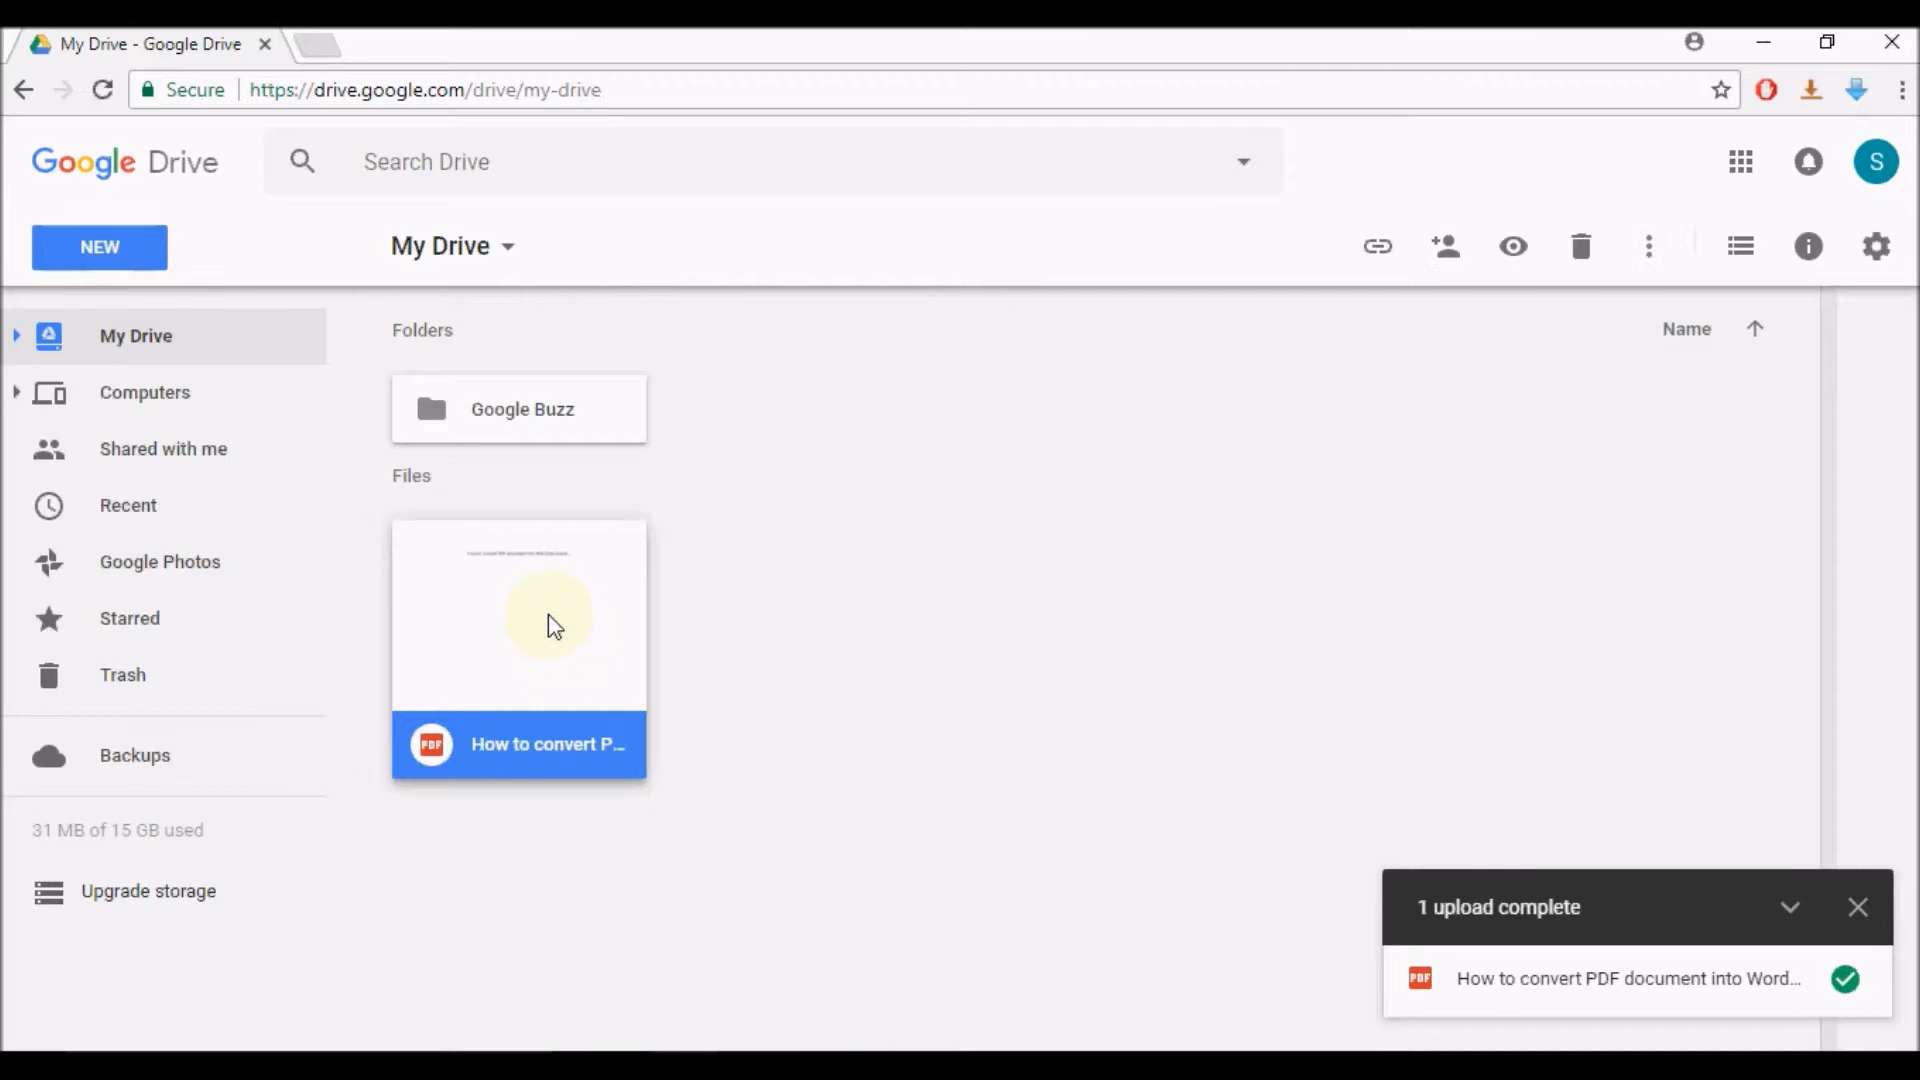 My Drive - Google Drive
Secure
https://drive.google.com/drive/my-drive
Google Drive
Search Drive
S
NEW
My Drive
My Drive
Computers
Shared with me
Recent
Google Photos
Starred
Trash
Backups
31 MB of 15 GB used
Upgrade storage
Folders
Name
Google Buzz
Files
PDF
How to convert P...
1 upload complete
PDF
How to convert PDF document into Word...